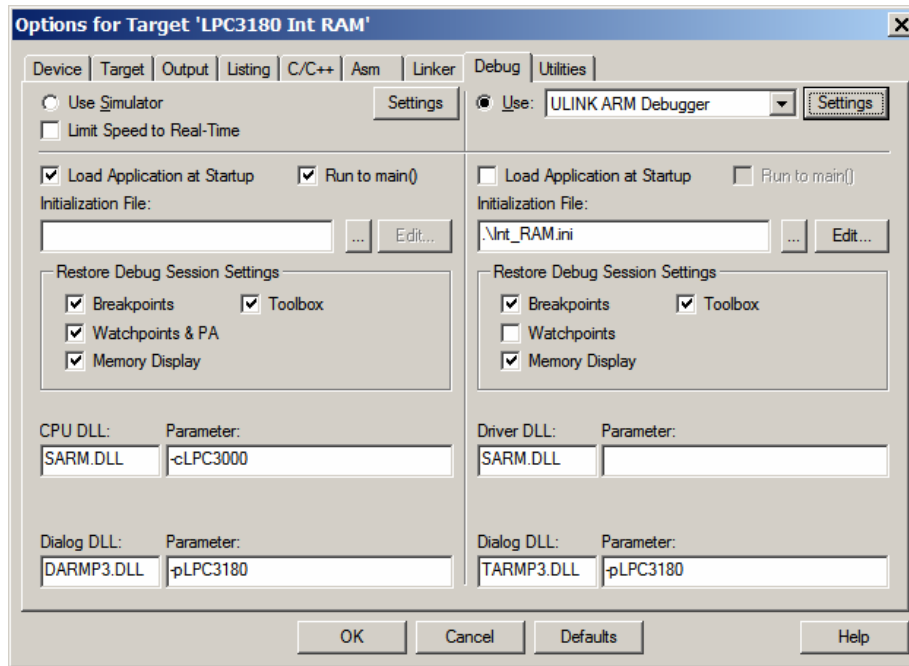 Options for Target 'LPC3180 Int RAM'
Device Target Output Listing C/C++ Asm Linker Debug Utilities
Use Simulator Settings
Limit Speed to Real-Time
Load Application at Startup Run to main()
Initialization File:
... Edit...
Restore Debug Session Settings
Breakpoints Toolbox
Watchpoints & PA
Memory Display
CPU DLL: Parameter:
SARM.DLL -cLPC3000
Dialog DLL: Parameter:
DARMP3.DLL -pLPC3180
Use: ULINK ARM Debugger Settings
Load Application at Startup Run to main()
Initialization File:
.\Int_RAM.ini ... Edit...
Restore Debug Session Settings
Breakpoints Toolbox
Watchpoints
Memory Display
Driver DLL: Parameter:
SARM.DLL
Dialog DLL: Parameter:
TARMP3.DLL -pLPC3180
OK Cancel Defaults Help